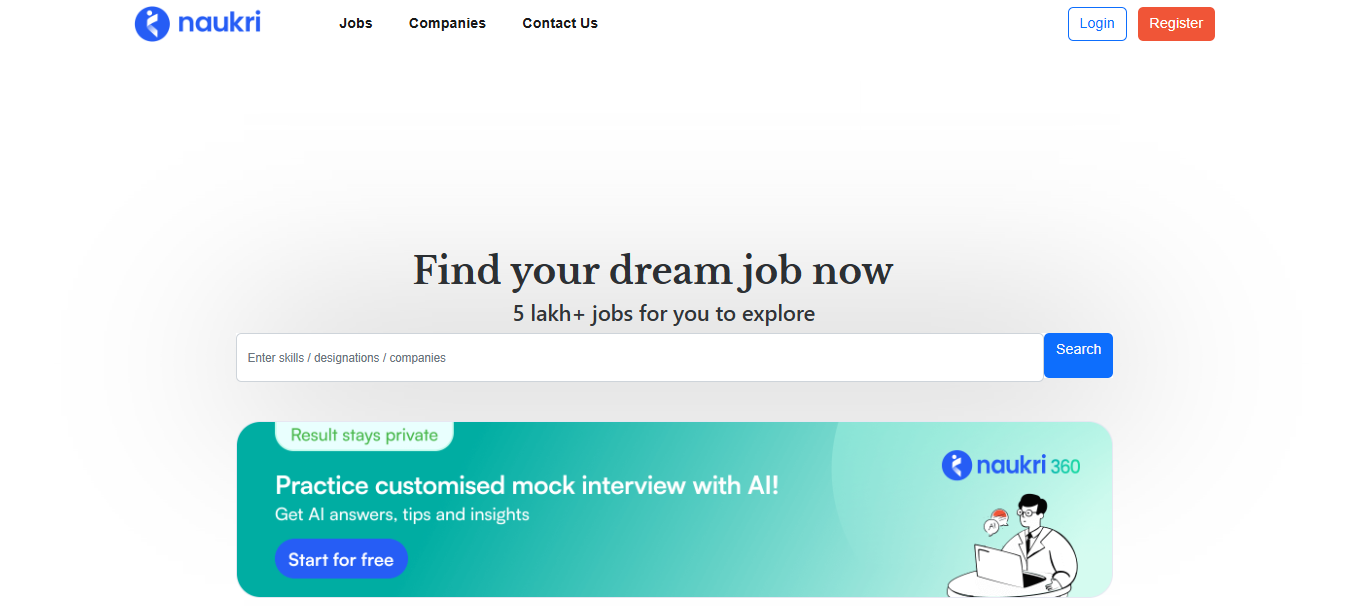 naukri
Jobs Companies Contact Us
Login Register
Find your dream job now
5 lakh+ jobs for you to explore
Enter skills / designations / companies
Search
Result stays private
naukri 360
Practice customised mock interview with AI!
Get AI answers, tips and insights
AI
Start for free